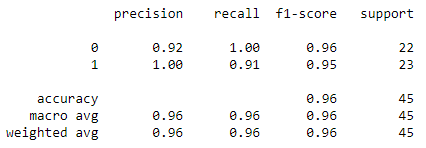 precision recall f1-score support
0 0.92 1.00 0.96 22
1 1.00 0.91 0.95 23
accuracy 0.96 45
macro avg 0.96 0.96 0.96 45
weighted avg 0.96 0.96 0.96 45